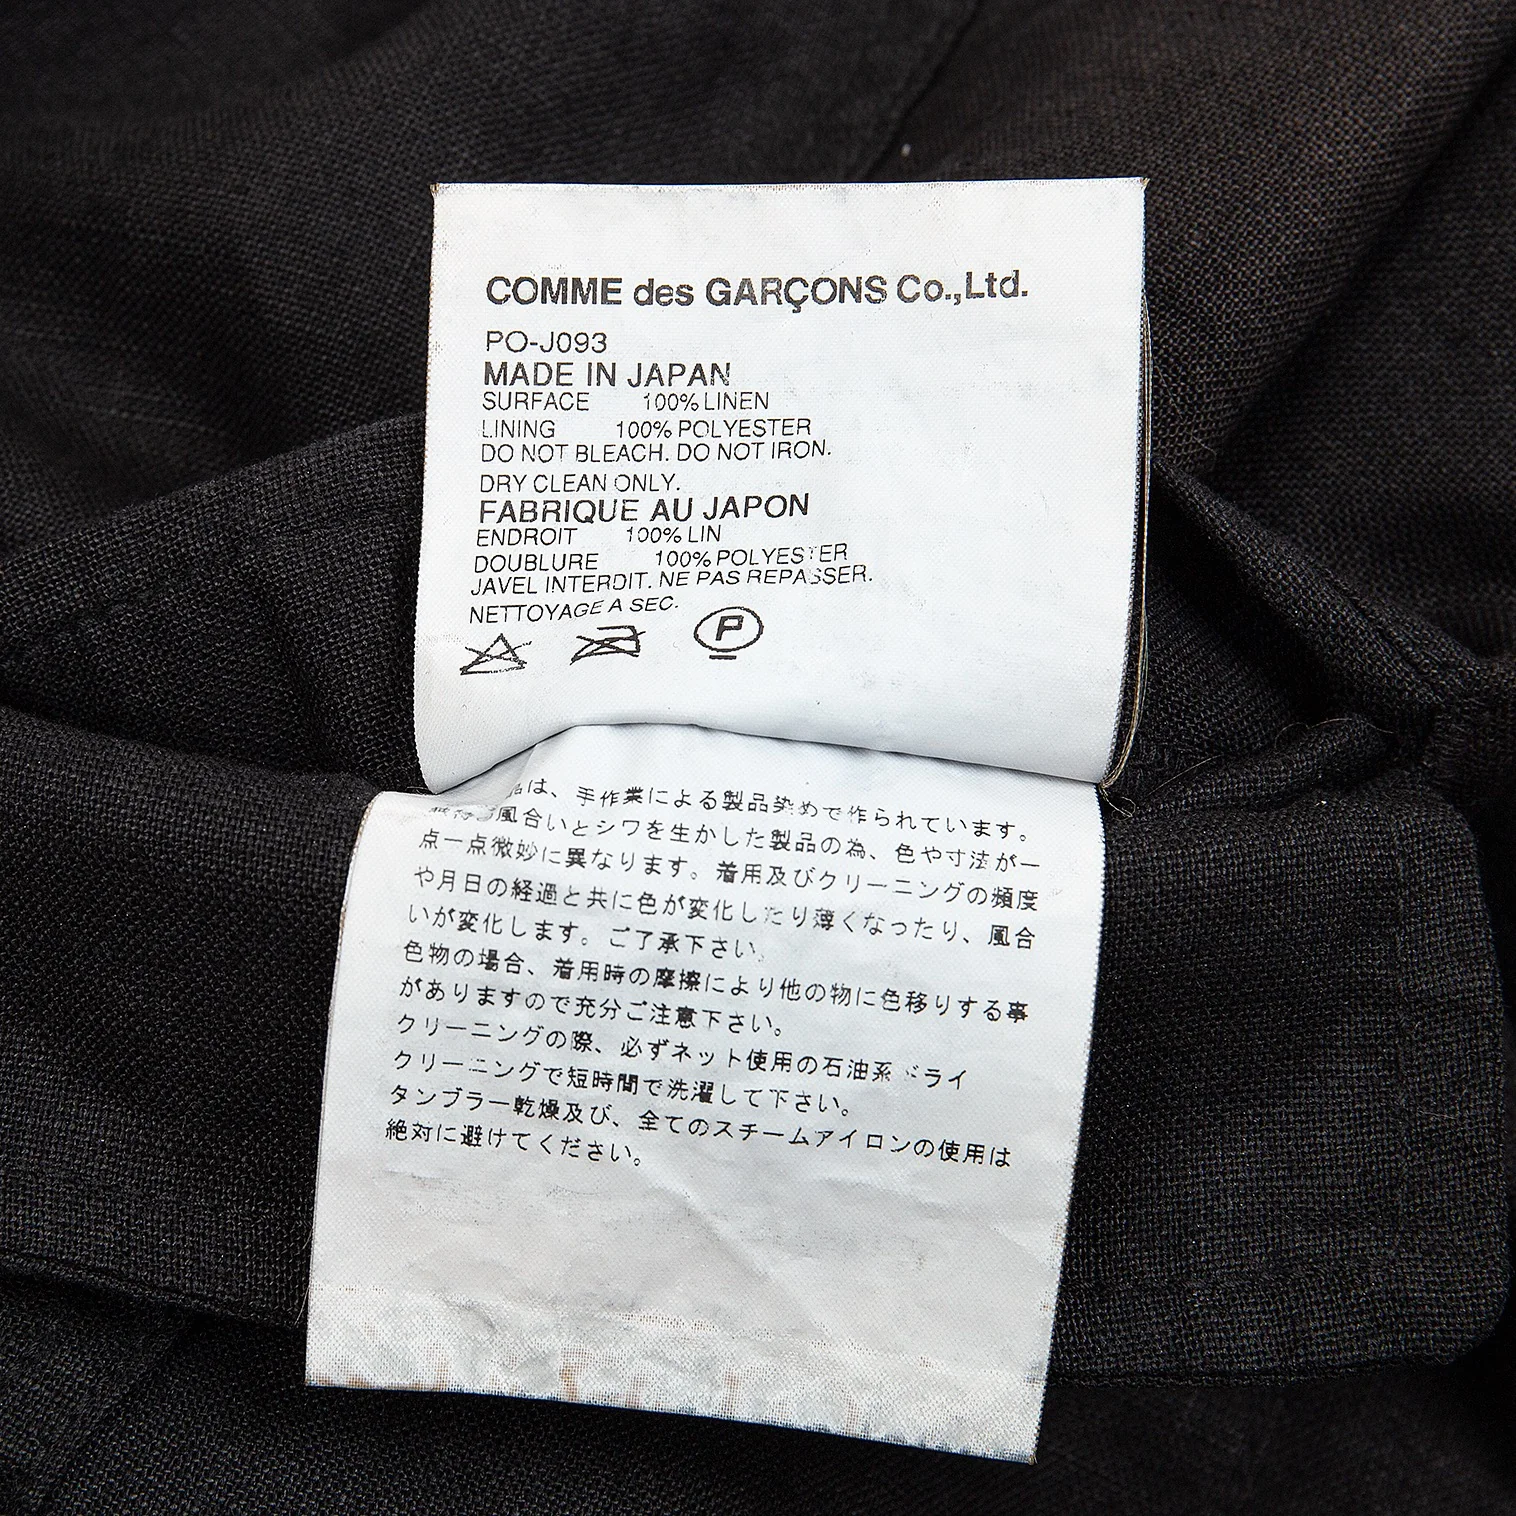 COMME des GARÇONS Co.,Ltd.
PO-J093
MADE IN JAPAN
SURFACE 100% LINEN
LINING 100% POLYESTER
DO NOT BLEACH. DO NOT IRON.
DRY CLEAN ONLY.
FABRIQUE AU JAPON
ENDROIT 100% LIN
DOUBLURE 100% POLYESTER
JAVEL INTERDIT. NE PAS REPASSER.
NETTOYAGE A SEC.
P
品は、手作業による製品染めで作られています。
風合いとシワを生かした製品の為、色や寸法が一
点一点微妙に異なります。着用及びクリーニングの頻度
や月日の経過と共に色が変化したり薄くなったり、風合
いが変化します。ご了承下さい。
色物の場合、着用時の摩擦により他の物に色移りする事
がありますので充分ご注意下さい。
クリーニングの際、必ずネット使用の石油系ドライ
クリーニングで短時間で洗濯して下さい。
タンブラー乾燥及び、全てのスチームアイロンの使用は
絶対に避けてください。